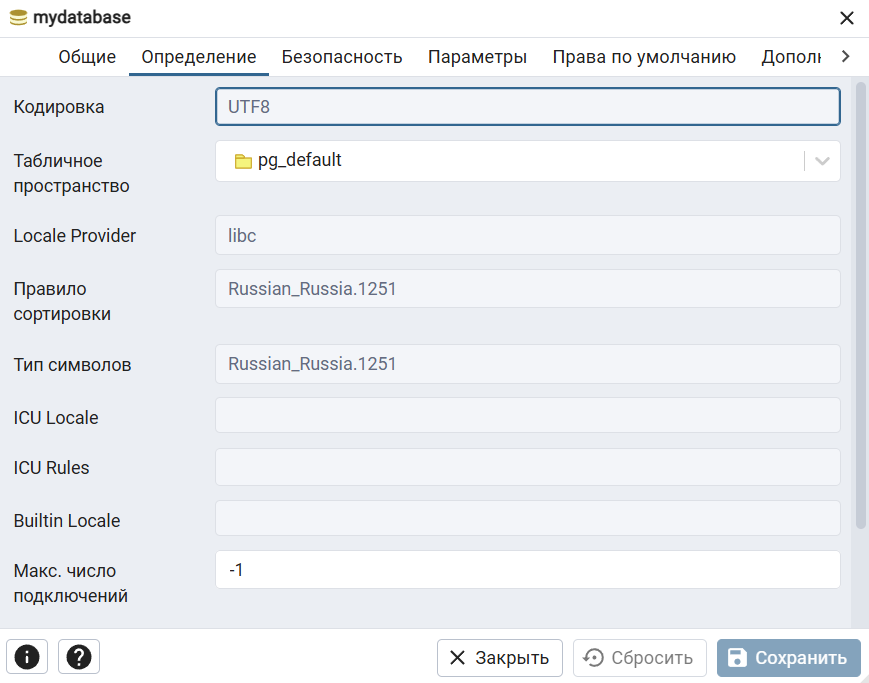 mydatabase
Общие Определение Безопасность Параметры Права по умолчанию
Кодировка UTF8
Табличное пространство pg_default
Locale Provider libc
Правило сортировки Russian_Russia.1251
Тип символов Russian_Russia.1251
ICU Locale
ICU Rules
Builtin Locale
Макс. число подключений -1
Закрыть Сбросить Сохранить